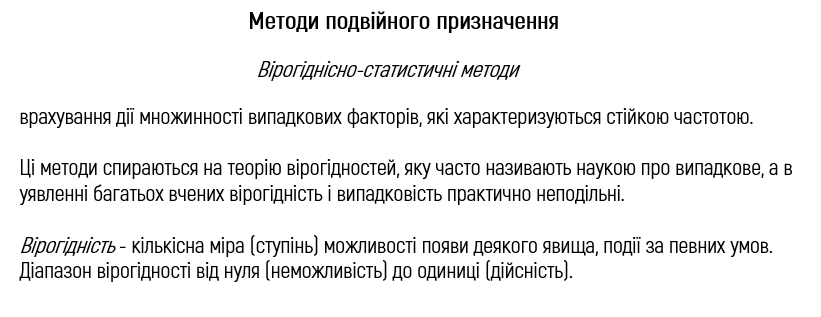 Методи подвійного призначення
Вірогіднісно-статистичні методи
врахування дії множинності випадкових факторів, які характеризуються стійкою частотою.
Ці методи спираються на теорію вірогідностей, яку часто називають наукою про випадкове, а в
уявленні багатьох вчених вірогідність і випадковість практично неподільні.
Вірогідність - кількісна міра (ступінь) можливості появи деякого явища, події за певних умов.
Діапазон вірогідності від нуля (неможливість) до одиниці (дійсність).